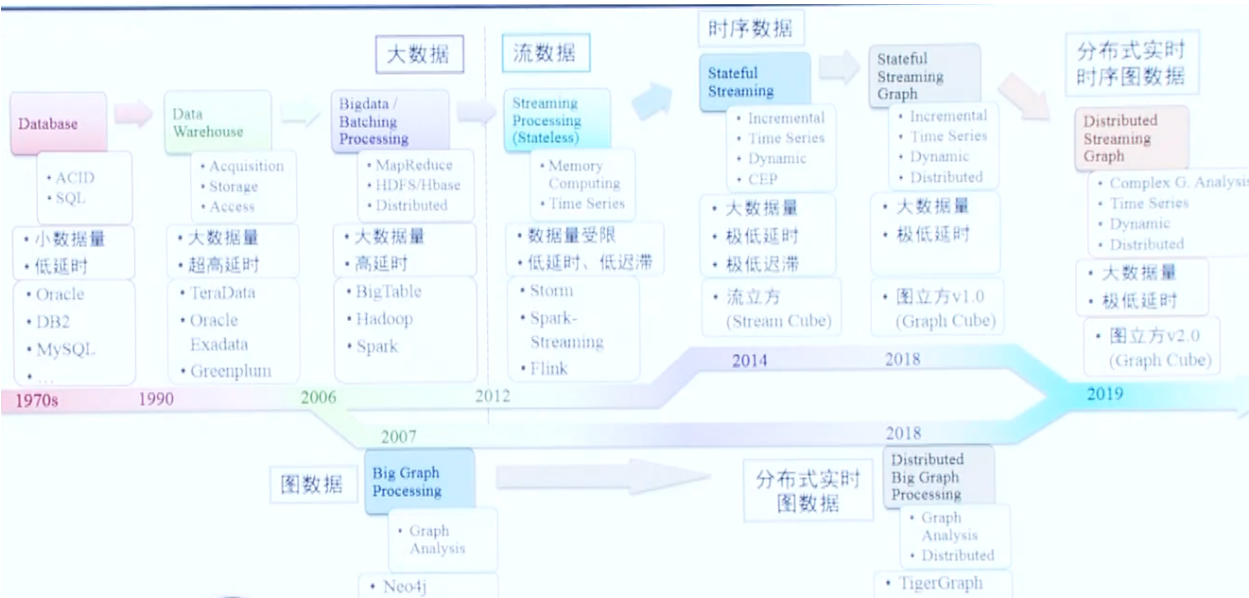 大数据
流数据
时序数据
分布式实时
时序图数据
Database
• ACID
• SQL
• 小数据量
• 低延时
• Oracle
• DB2
• MySQL
• ...
Data
Warehouse
• Acquisition
• Storage
• Access
• 大数据量
• 超高延时
• TeraData
• Oracle
Exadata
• Greenplum
Bigdata /
Batching
Processing
• MapReduce
• HDFS/Hbase
• Distributed
• 大数据量
• 高延时
• BigTable
• Hadoop
• Spark
Streaming
Processing
(Stateless)
• Memory
Computing
• Time Series
• 数据量受限
• 低延时、低迟滞
• Storm
• Spark-
Streaming
• Flink
Stateful
Streaming
• Incremental
• Time Series
• Dynamic
• CEP
• 大数据量
• 极低延时
• 极低迟滞
• 流立方
(Stream Cube)
Stateful
Streaming
Graph
• Incremental
• Time Series
• Dynamic
• Distributed
• 大数据量
• 极低延时
• 图立方v1.0
(Graph Cube)
Distributed
Streaming
Graph
• Complex G. Analysis
• Time Series
• Dynamic
• Distributed
• 大数据量
• 极低延时
• 图立方v2.0
(Graph Cube)
1970s
1990
2006
2012
2014
2018
2019
2007
2018
图数据
Big Graph
Processing
• Graph
Analysis
• Neo4j
分布式实时
图数据
Distributed
Big Graph
Processing
• Graph
Analysis
• Distributed
• TigerGraph